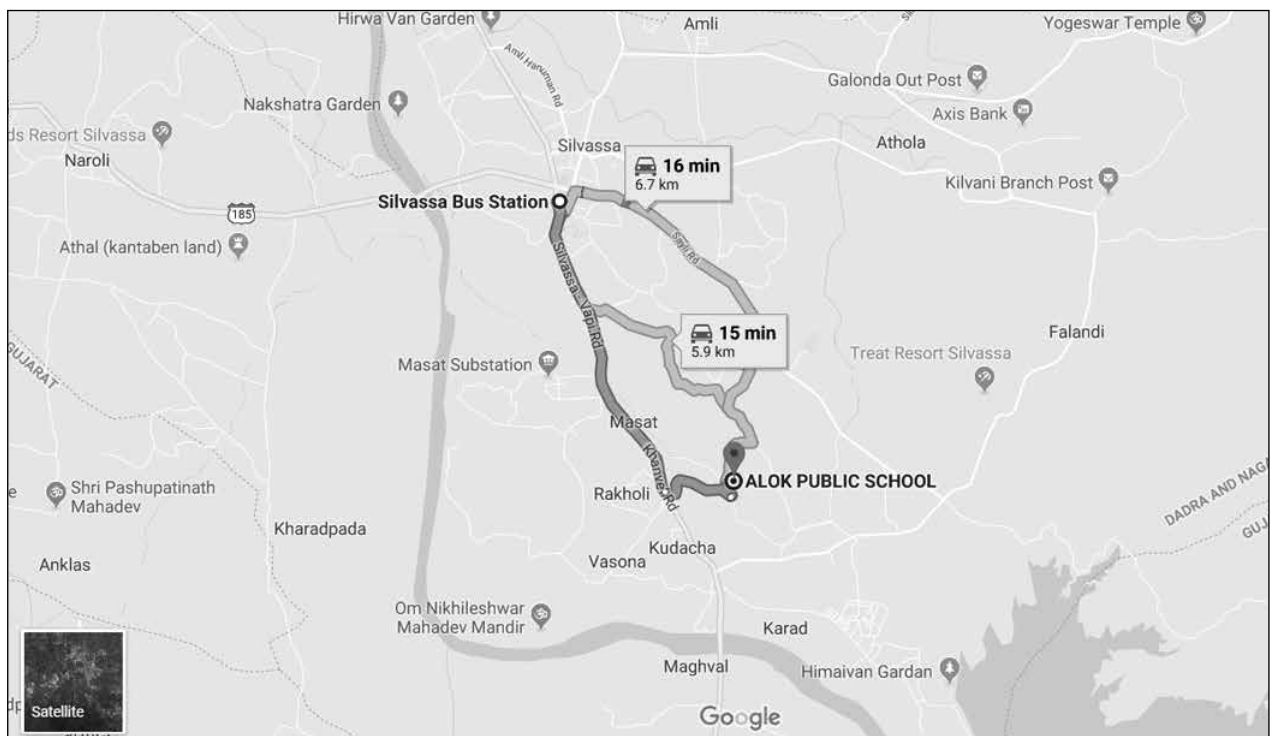 Hirwa Van Garden
Amli
Yogeswar Temple
Amli Hanuman Rd
Galonda Out Post
Nakshatra Garden
Axis Bank
ds Resort Silvassa
Silvassa
Athola
Naroli
16 min
6.7 km
Kilvani Branch Post
Silvassa Bus Station
185
Athal (kantaben land)
Sayli Rd
Silvassa - Vapi Rd
15 min
5.9 km
Falandi
GUJARAT
Masat Substation
Treat Resort Silvassa
Masat
Khanvel Rd
ALOK PUBLIC SCHOOL
Shri Pashupatinath
Mahadev
Rakholi
DADRA AND NAGA
GUJ
Kharadpada
Kudacha
Vasona
Anklas
Om Nikhileshwar
Mahadev Mandir
Karad
Maghval
Himaivan Gardan
Satellite
Google